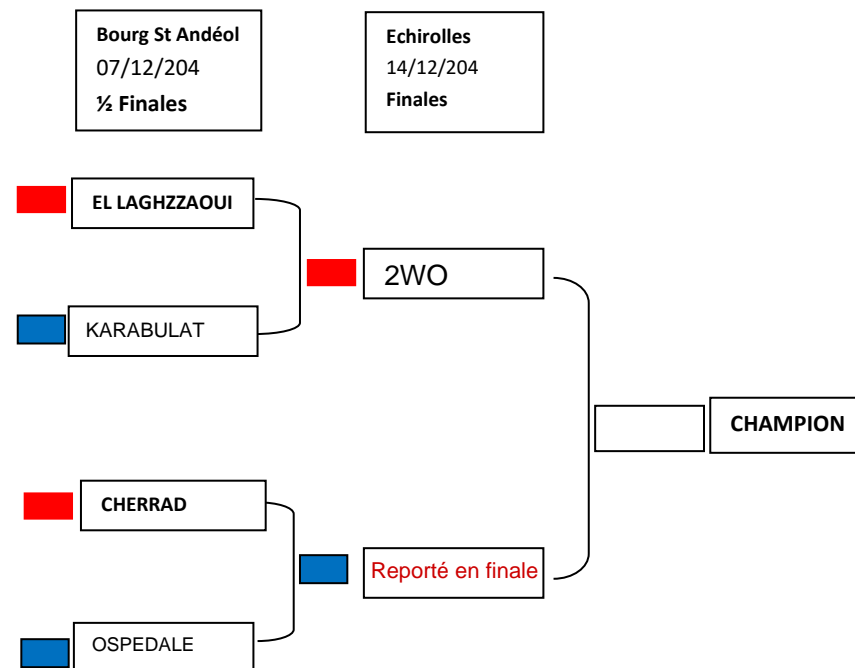 Bourg St Andéol
07/12/204
½ Finales
Echirolles
14/12/204
Finales
EL LAGHZZAOUI
2WO
KARABULAT
CHAMPION
CHERRAD
Reporté en finale
OSPEDALE